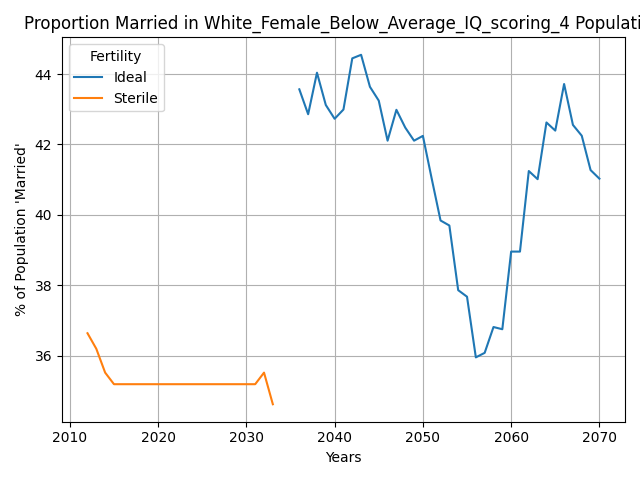 Proportion Married in White_Female_Below_Average_IQ_scoring_4 Populati
Fertility
Ideal
Sterile
% of Population 'Married'
44
42
40
38
36
2010 2020 2030 2040 2050 2060 2070
Years